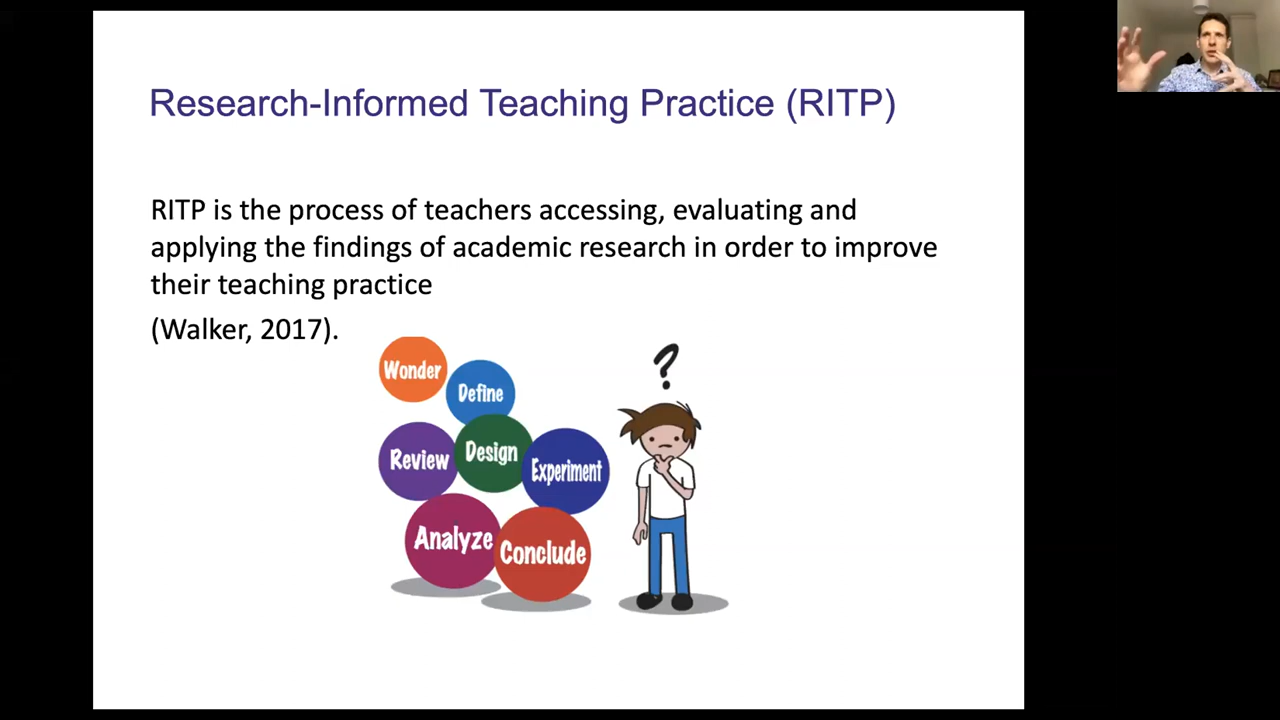 Research-Informed Teaching Practice (RITP)
RITP is the process of teachers accessing, evaluating and
applying the findings of academic research in order to improve
their teaching practice
(Walker, 2017).
Wonder
Define
Review
Design
Experiment
Analyze
Conclude
?